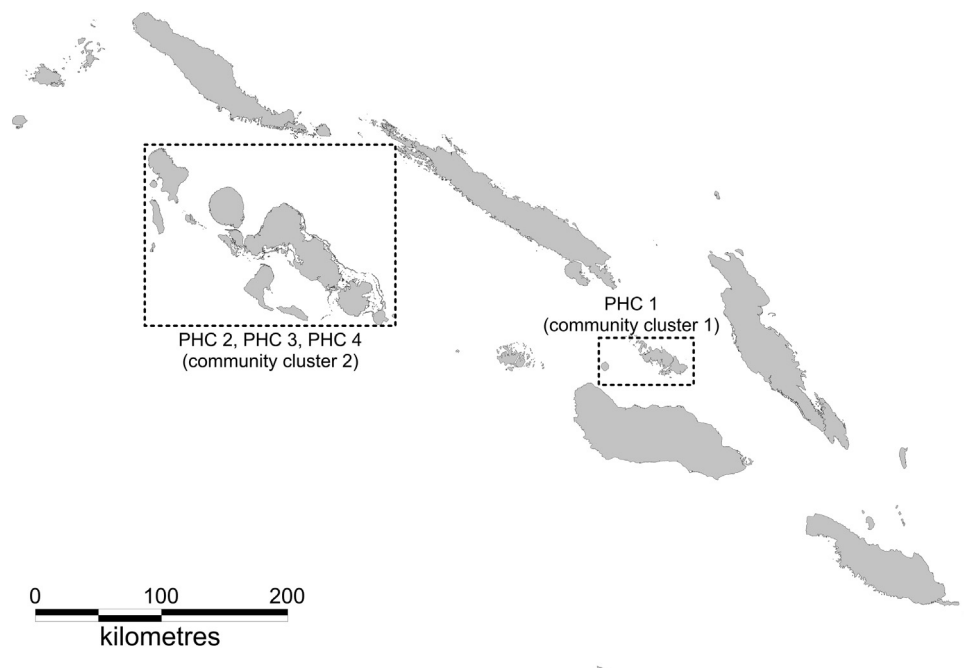 PHC 1
(community cluster 1)
PHC 2, PHC 3, PHC 4
(community cluster 2)
0 100 200
kilometres